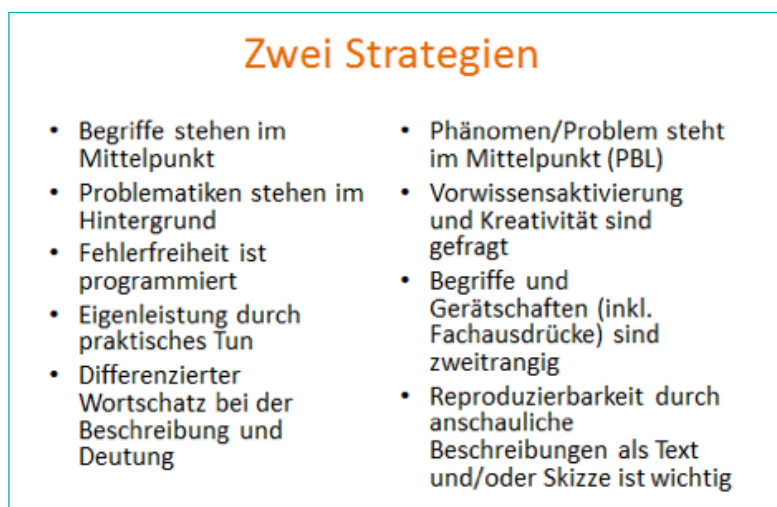 Zwei Strategien
• Begriffe stehen im
Mittelpunkt
• Problematiken stehen im
Hintergrund
• Fehlerfreiheit ist
programmiert
• Eigenleistung durch
praktisches Tun
• Differenzierter
Wortschatz bei der
Beschreibung und
Deutung
• Phänomen/Problem steht
im Mittelpunkt (PBL)
• Vorwissensaktivierung
und Kreativität sind
gefragt
• Begriffe und
Gerätschaften (inkl.
Fachausdrücke) sind
zweitrangig
• Reproduzierbarkeit durch
anschauliche
Beschreibungen als Text
und/oder Skizze ist wichtig